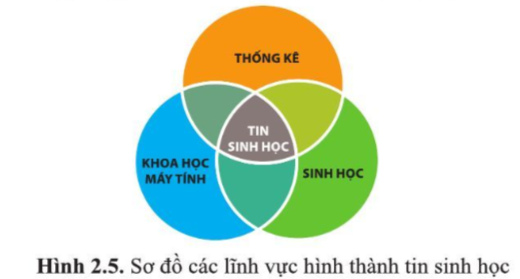 THỐNG KÊ
TIN
SINH HỌC
KHOA HỌC
MÁY TÍNH
SINH HỌC
Hình 2.5. Sơ đồ các lĩnh vực hình thành tin sinh học